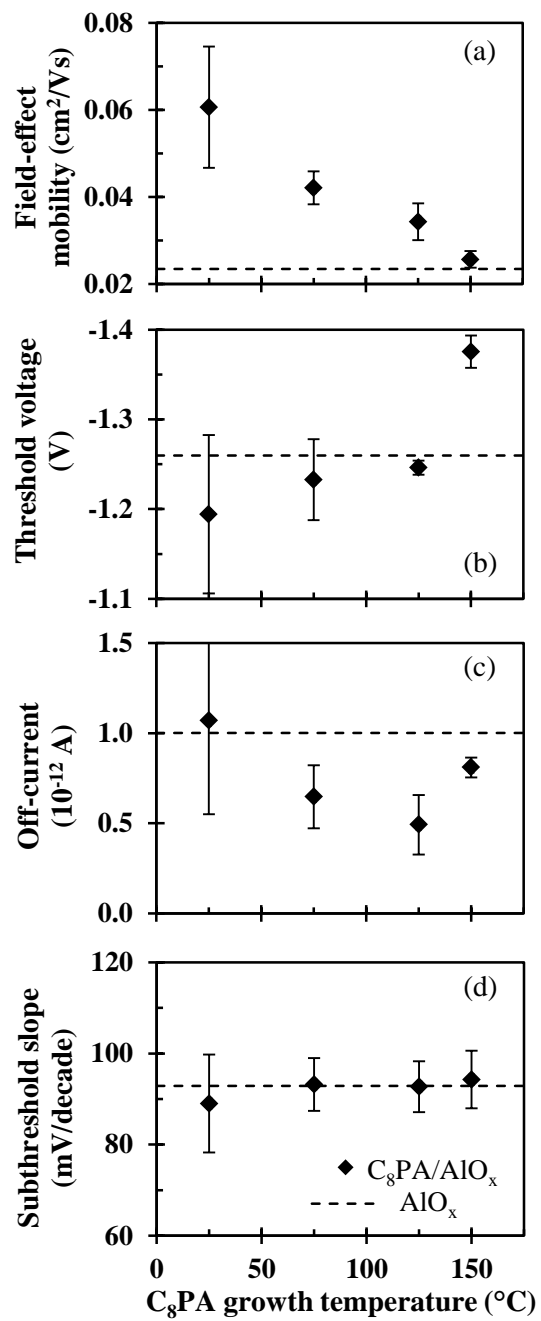 0.08
0.06
0.04
0.02
Field-effect
mobility (cm²/Vs)
(a)
-1.4
-1.3
-1.2
-1.1
Threshold voltage
(V)
(b)
1.5
1.0
0.5
0.0
Off-current
(10⁻¹² A)
(c)
120
100
80
60
Subthreshold slope
(mV/decade)
(d)
C₈PA/AlOₓ
AlOₓ
0 50 100 150
C₈PA growth temperature (°C)